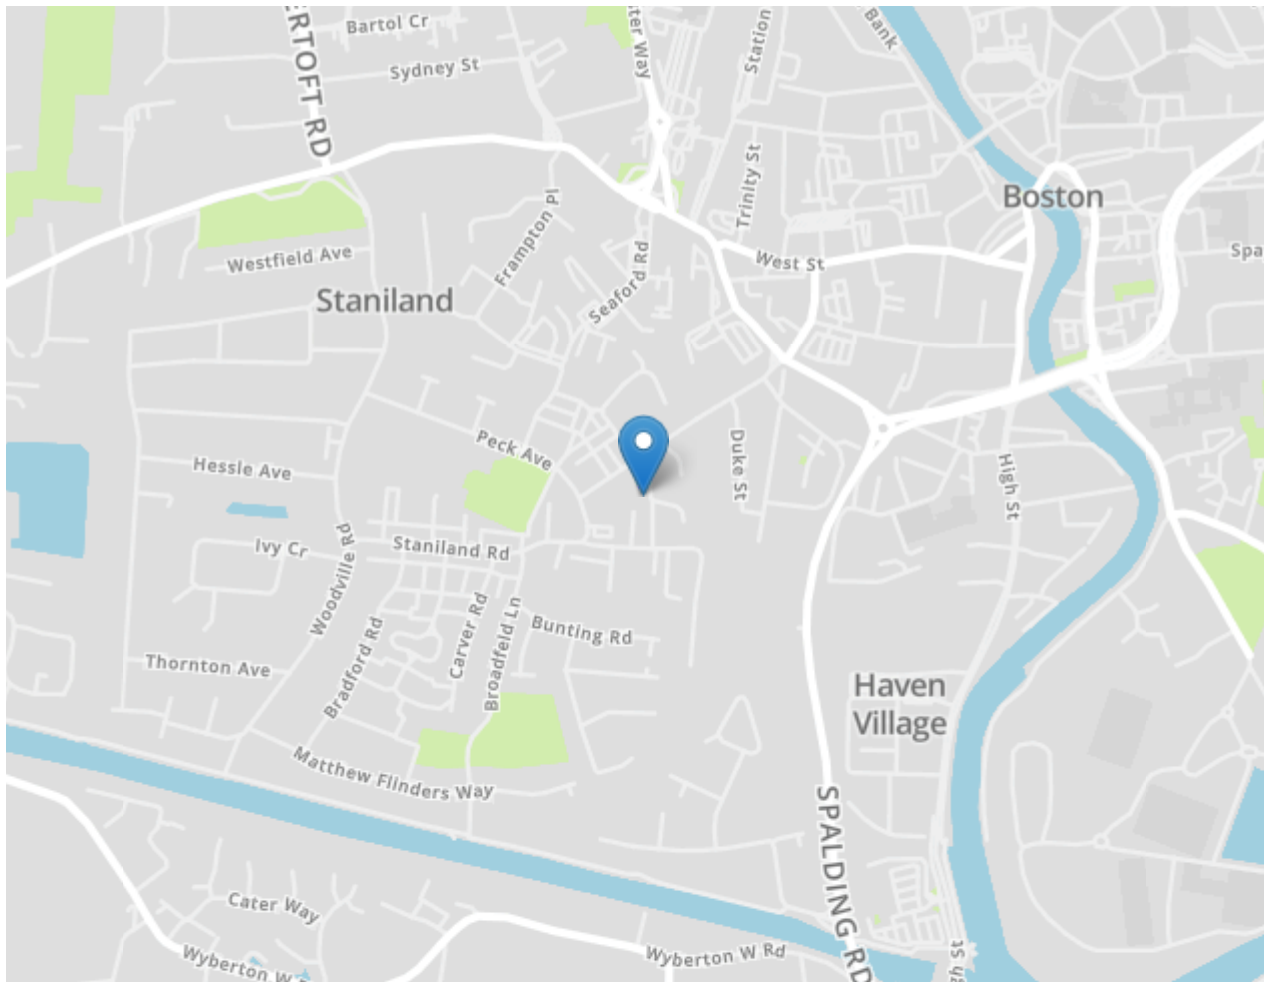 Bartol Cr
ERTOFT RD
Sydney St
ter Way
Station
Bank
Trinity St
Boston
Frampton Pl
Westfield Ave
Seaford Rd
West St
Spa
Staniland
Peck Ave
Hessle Ave
Duke St
High St
Ivy Cr
Staniland Rd
Woodville Rd
Carver Rd
Broadfeld Ln
Bunting Rd
Bradford Rd
Thornton Ave
Haven
Village
Matthew Flinders Way
SPALDING RD
Cater Way
Wyberton W
Wyberton W Rd